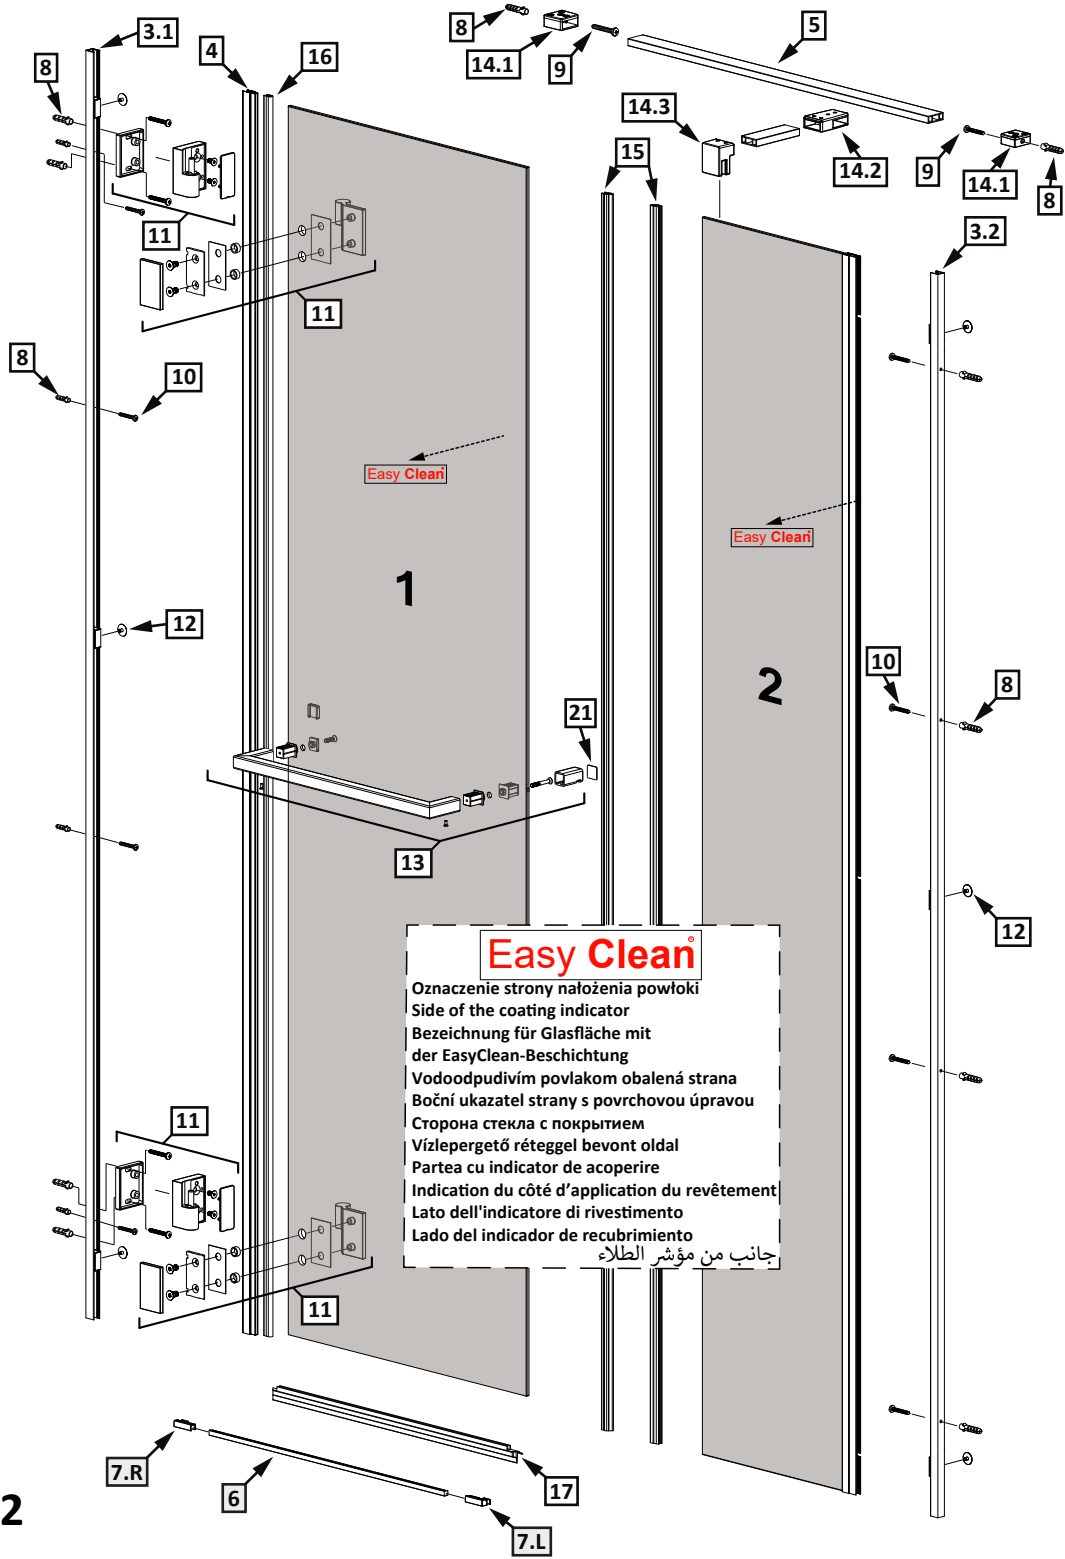 3.1
8
5
4
16
14.1
9
8
14.3
15
14.2
9
14.1
8
11
3.2
11
8
10
Easy Clean
Easy Clean
1
12
2
10
8
21
13
12
Easy Clean®
Oznaczenie strony nałożenia powłoki
Side of the coating indicator
Bezeichnung für Glasfläche mit
der EasyClean-Beschichtung
Vodoodpudivím povlakom obalená strana
Boční ukazatel strany s povrchovou úpravou
Сторона стекла с покрытием
Vízlepergető réteggel bevont oldal
Partea cu indicator de acoperire
Indication du côté d’application du revêtement
Lato dell'indicatore di rivestimento
Lado del indicador de recubrimiento
جانب من مؤشر الطلاء
11
11
7.R
6
17
7.L
2